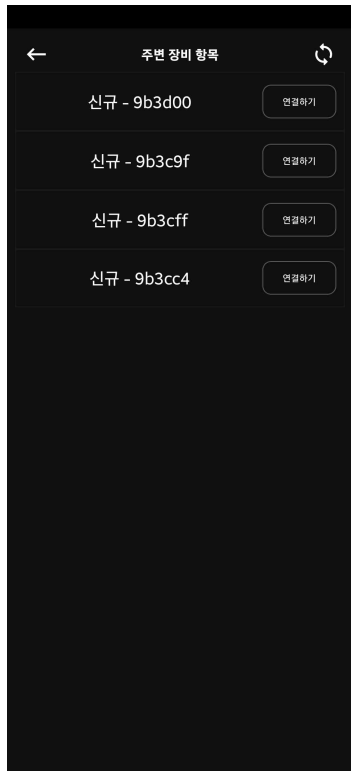 주변 장비 항목
신규 - 9b3d00
연결하기
신규 - 9b3c9f
연결하기
신규 - 9b3cff
연결하기
신규 - 9b3cc4
연결하기